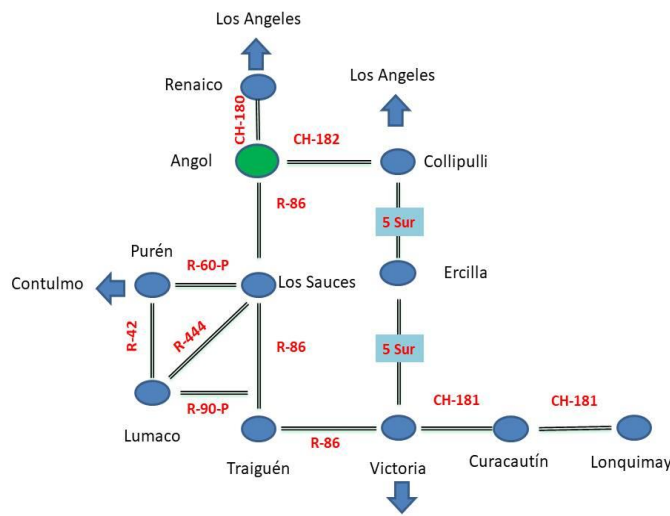 Los Angeles
Renaico
CH-180
Los Angeles
CH-182
Angol
Collipulli
R-86
5 Sur
Purén
R-60-P
Contulmo
Los Sauces
Ercilla
R-42
R-444
R-86
5 Sur
CH-181
CH-181
R-90-P
Lumaco
R-86
Traiguén
Victoria
Curacautín
Lonquimay